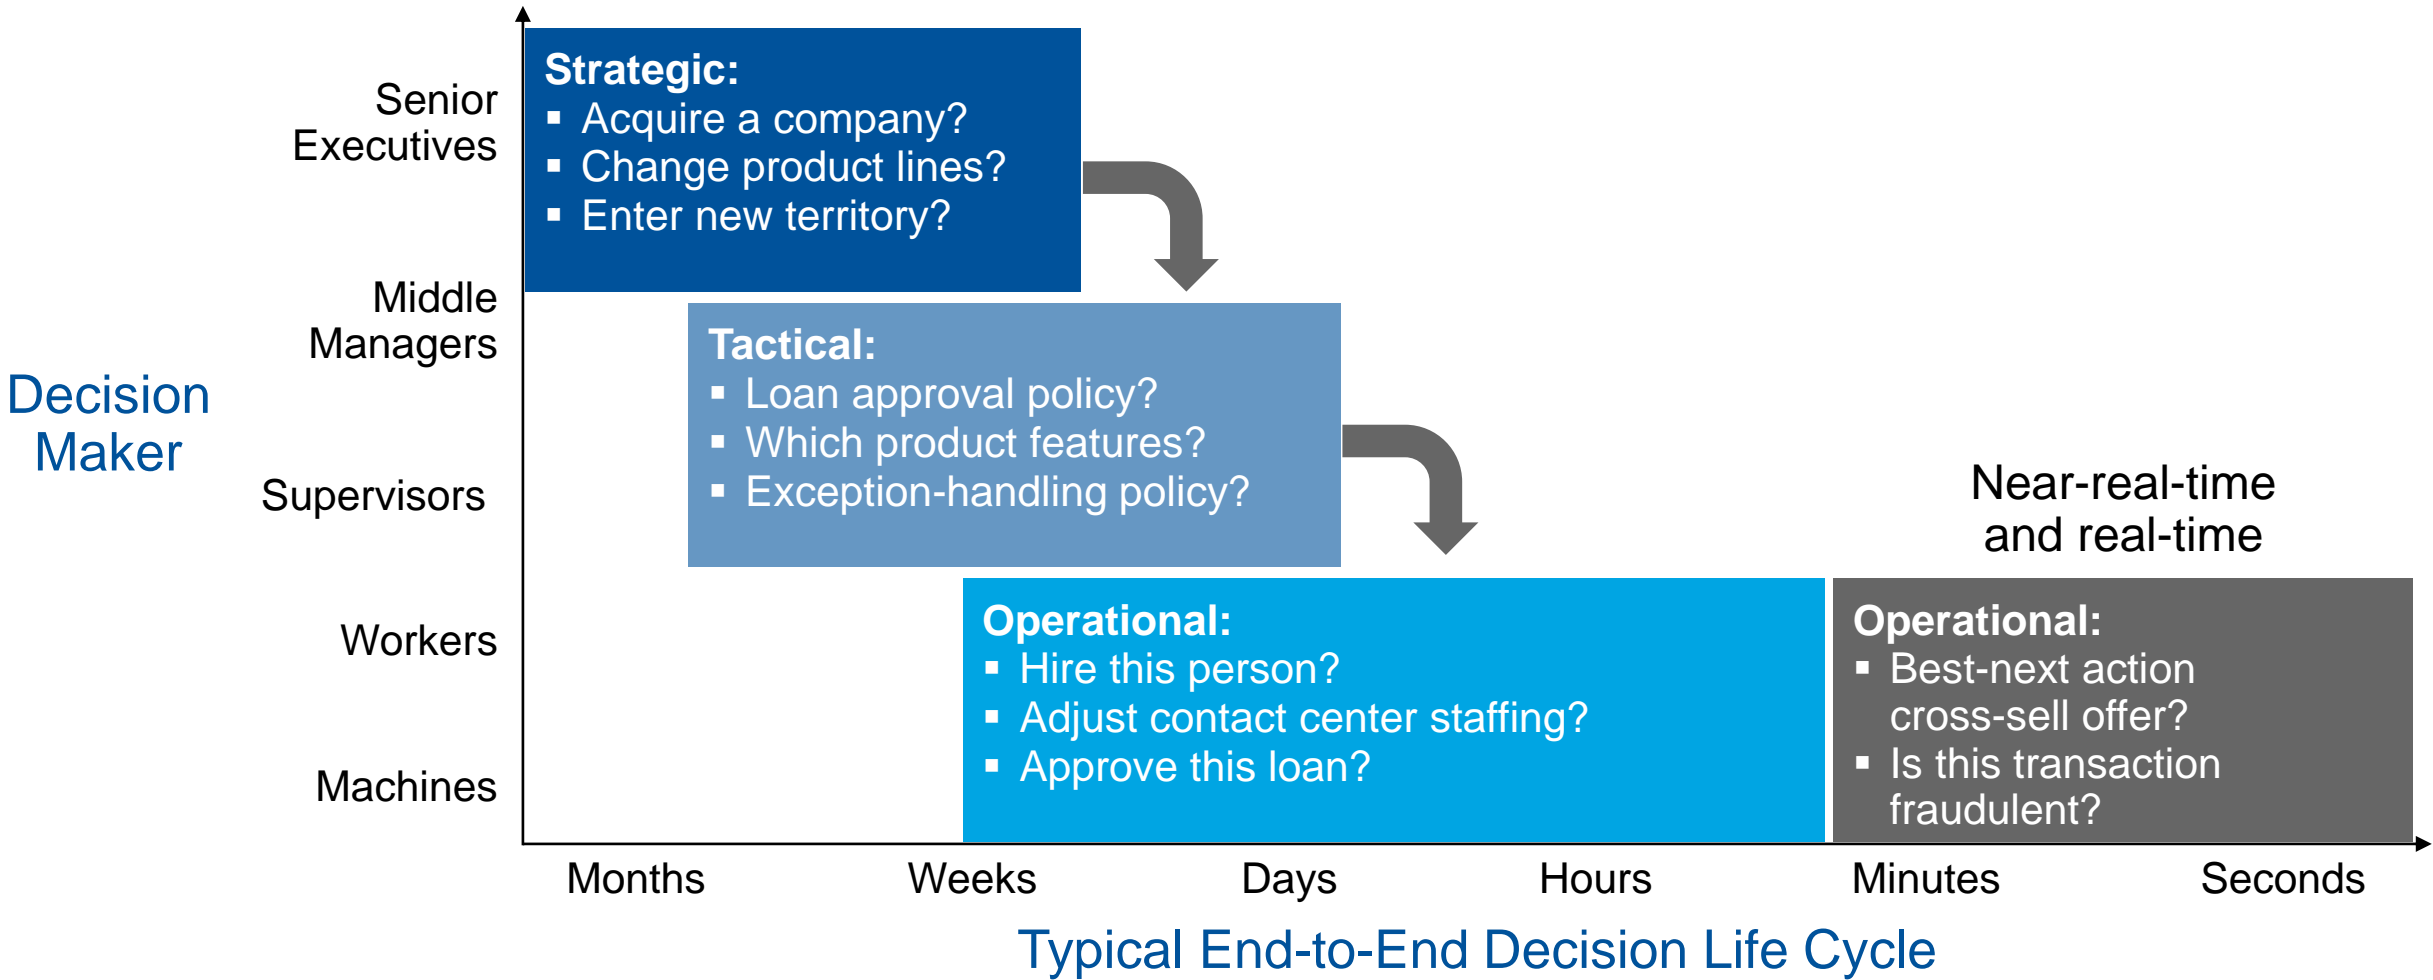 Decision
Maker
Senior
Executives
Middle
Managers
Supervisors
Workers
Machines
Strategic:
▪ Acquire a company?
▪ Change product lines?
▪ Enter new territory?
Tactical:
▪ Loan approval policy?
▪ Which product features?
▪ Exception-handling policy?
Operational:
▪ Hire this person?
▪ Adjust contact center staffing?
▪ Approve this loan?
Near-real-time
and real-time
Operational:
▪ Best-next action
cross-sell offer?
▪ Is this transaction
fraudulent?
Months
Weeks
Days
Hours
Minutes
Seconds
Typical End-to-End Decision Life Cycle